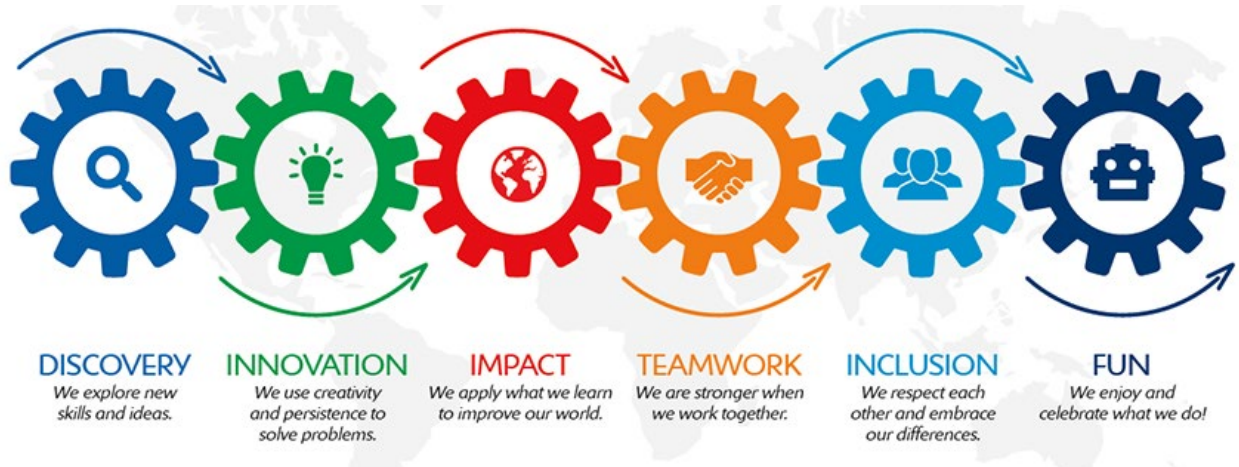 DISCOVERY
We explore new
skills and ideas.
INNOVATION
We use creativity
and persistence to
solve problems.
IMPACT
We apply what we learn
to improve our world.
TEAMWORK
We are stronger when
we work together.
INCLUSION
We respect each
other and embrace
our differences.
FUN
We enjoy and
celebrate what we do!